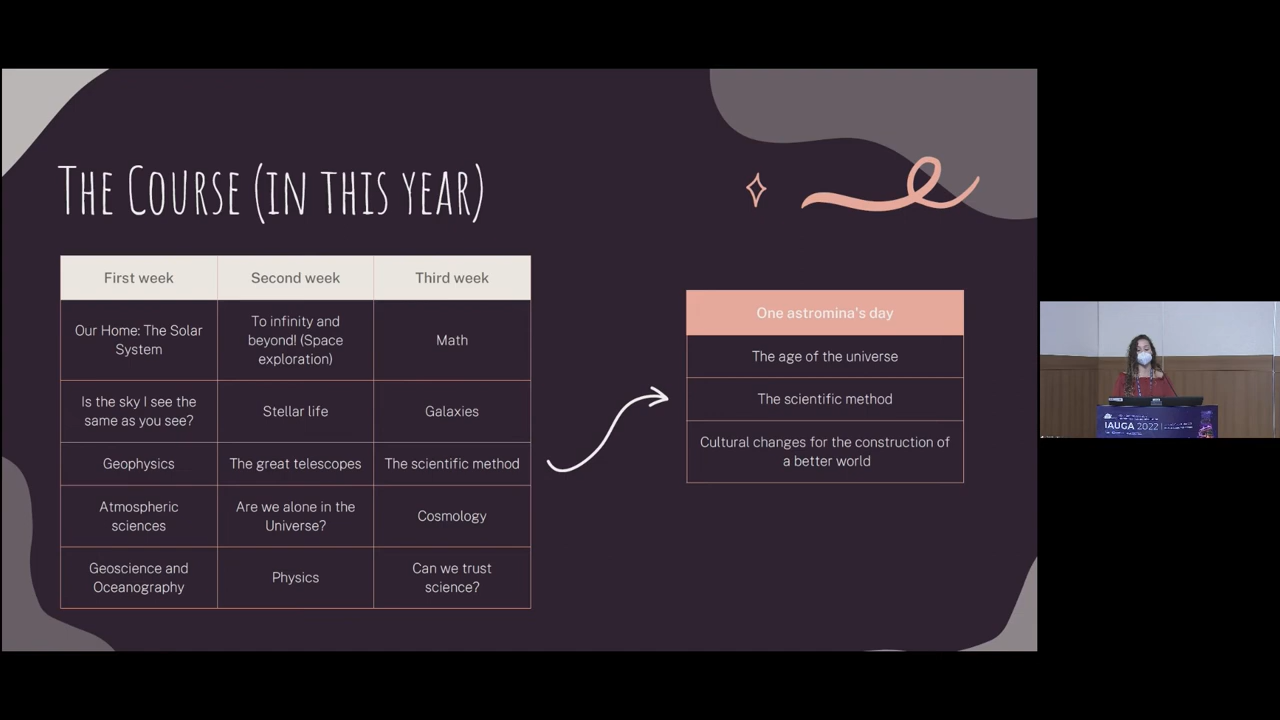 THE COURSE (IN THIS YEAR)
First week
Second week
Third week
Our Home: The Solar
System
To infinity and
beyond! (Space
exploration)
Math
Is the sky I see the
same as you see?
Stellar life
Galaxies
Geophysics
The great telescopes
The scientific method
Atmospheric
sciences
Are we alone in the
Universe?
Cosmology
Geoscience and
Oceanography
Physics
Can we trust
science?
One astromina's day
The age of the universe
The scientific method
Cultural changes for the construction of
a better world
IAUGA 2022